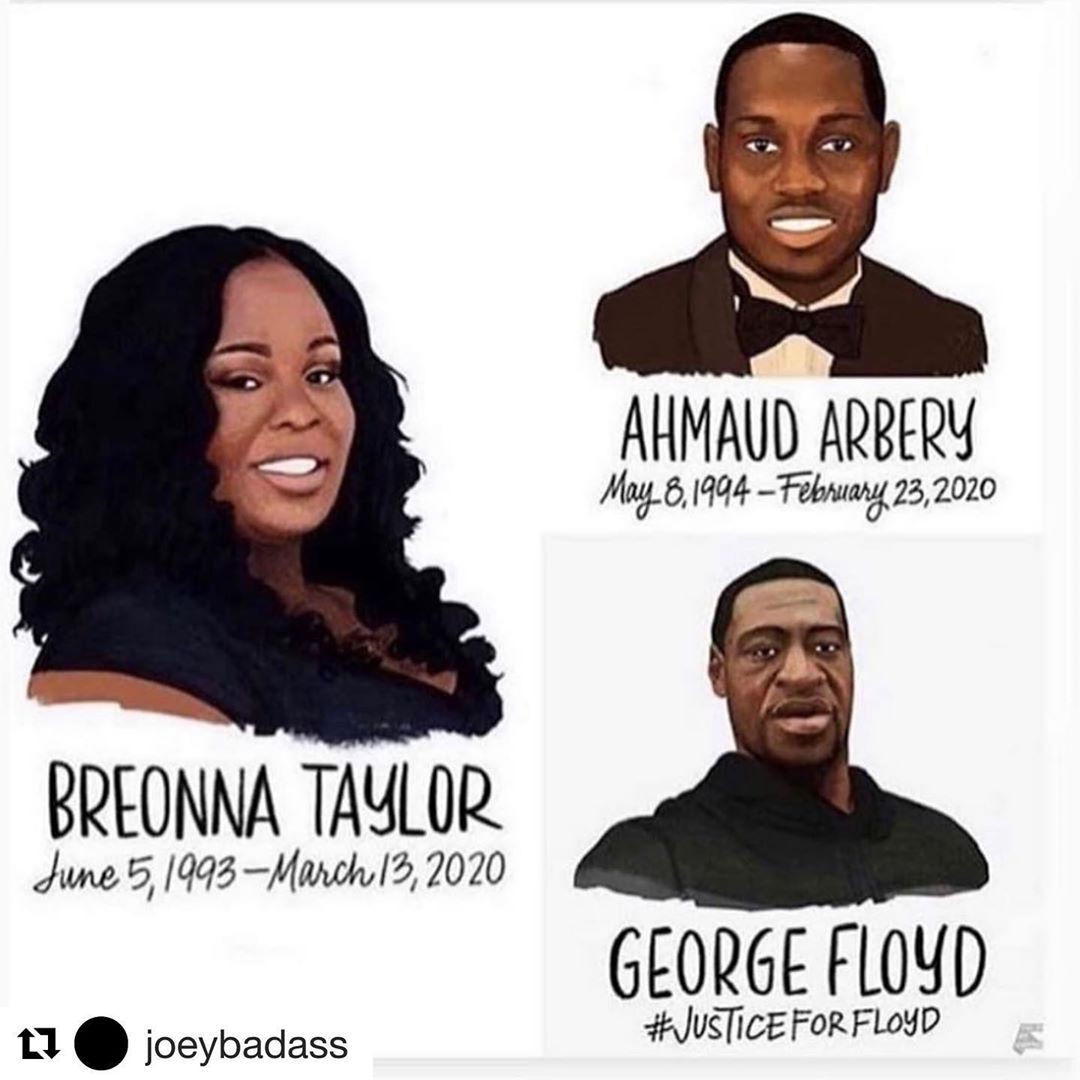 AHMAUD ARBERY
May 8, 1994 – February 23, 2020
BREONNA TAYLOR
June 5, 1993 – March 13, 2020
GEORGE FLOYD
#JUSTICEFORFLOYD
joeybadass